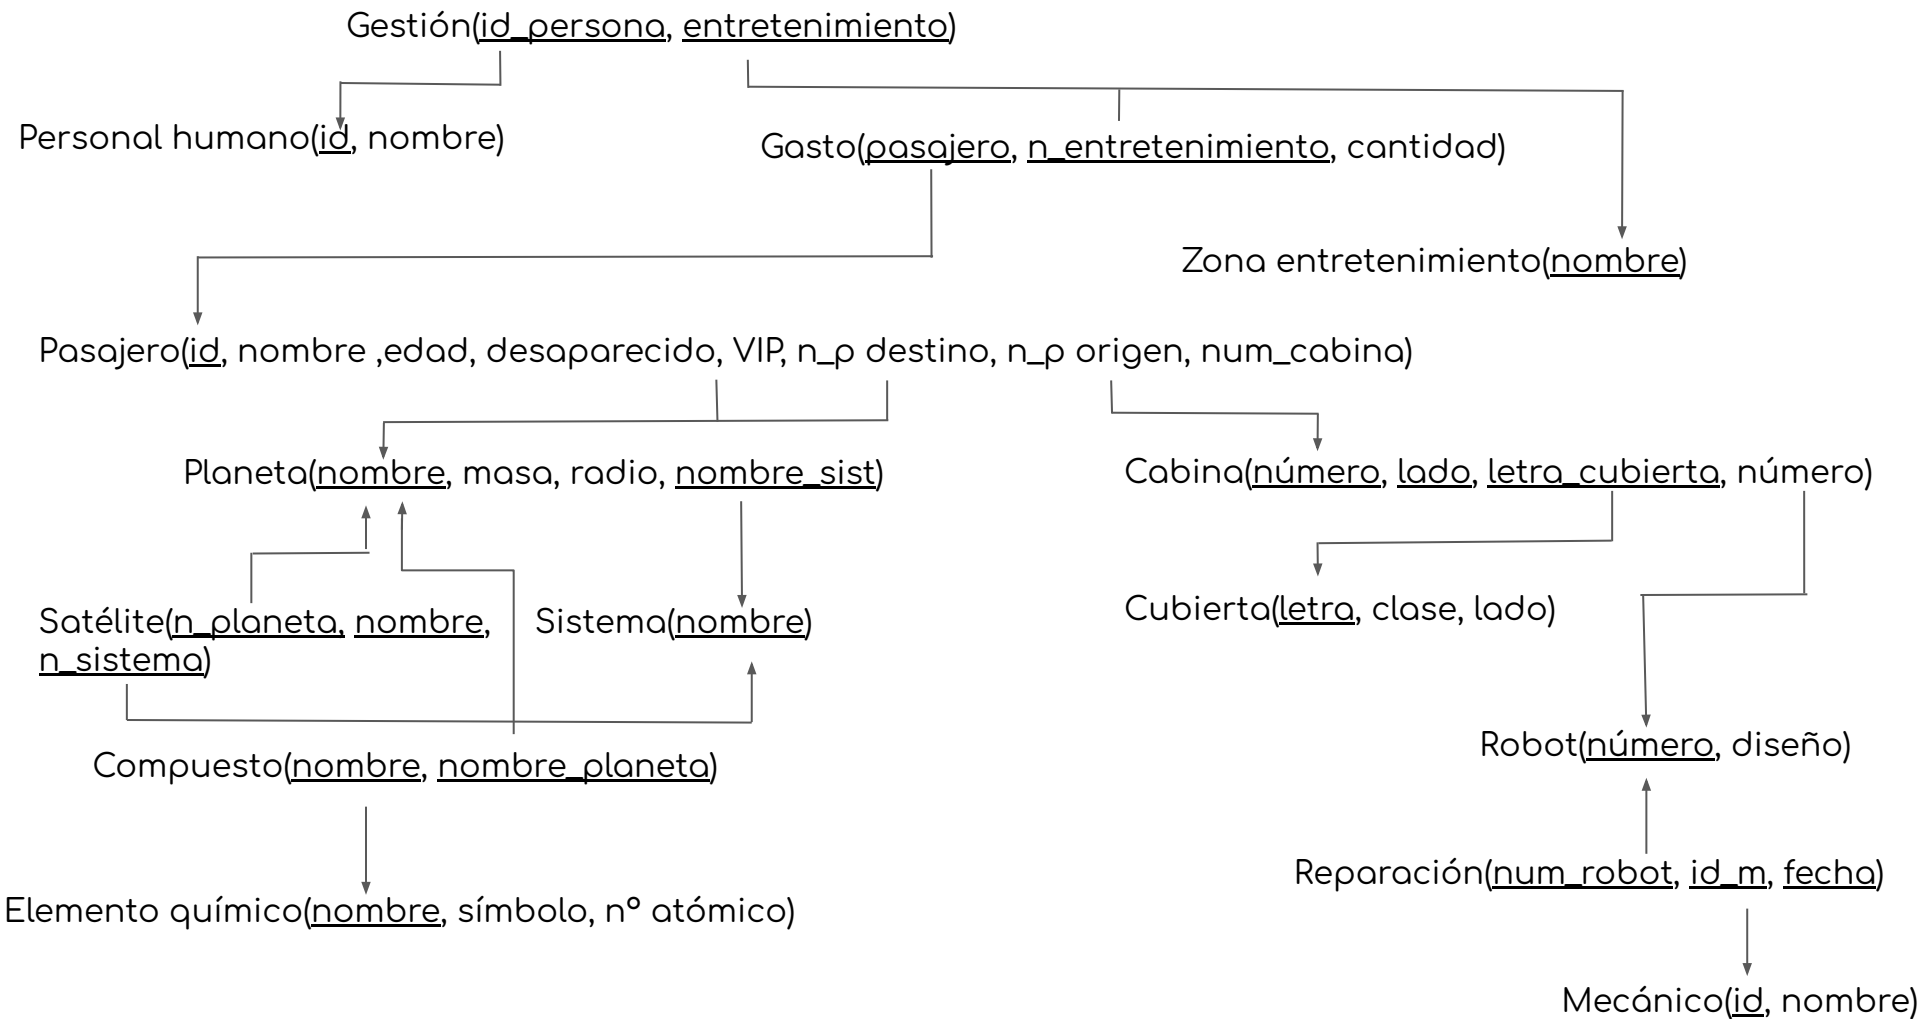 Gestión(id_persona, entretenimiento)
Personal humano(id, nombre)
Gasto(pasajero, n_entretenimiento, cantidad)
Zona entretenimiento(nombre)
Pasajero(id, nombre ,edad, desaparecido, VIP, n_p destino, n_p origen, num_cabina)
Planeta(nombre, masa, radio, nombre_sist)
Cabina(número, lado, letra_cubierta, número)
Cubierta(letra, clase, lado)
Satélite(n_planeta, nombre,
n_sistema)
Sistema(nombre)
Robot(número, diseño)
Compuesto(nombre, nombre_planeta)
Reparación(num_robot, id_m, fecha)
Elemento químico(nombre, símbolo, nº atómico)
Mecánico(id, nombre)